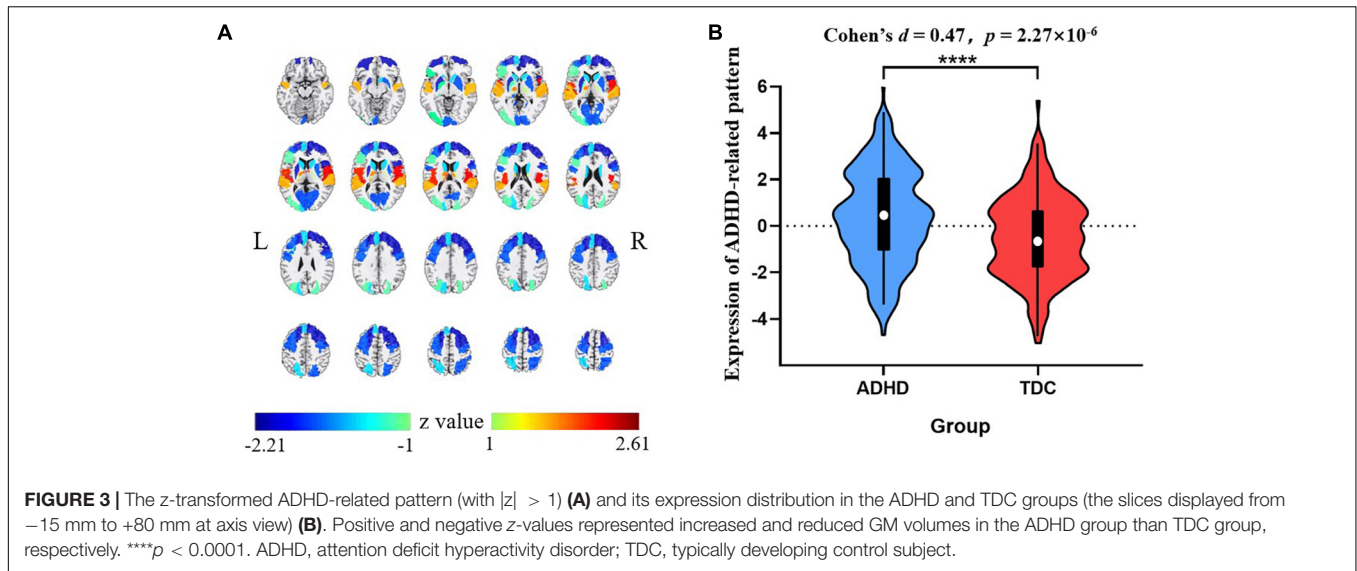 A
L
R
z value
-2.21
-1
1
2.61
B
Cohen's d = 0.47, p = 2.27×10-6
****
Expression of ADHD-related pattern
6
4
2
0
-2
-4
ADHD
TDC
Group
FIGURE 3 | The z-transformed ADHD-related pattern (with |z| > 1) (A) and its expression distribution in the ADHD and TDC groups (the slices displayed from
−15 mm to +80 mm at axis view) (B). Positive and negative z-values represented increased and reduced GM volumes in the ADHD group than TDC group,
respectively. ****p < 0.0001. ADHD, attention deficit hyperactivity disorder; TDC, typically developing control subject.